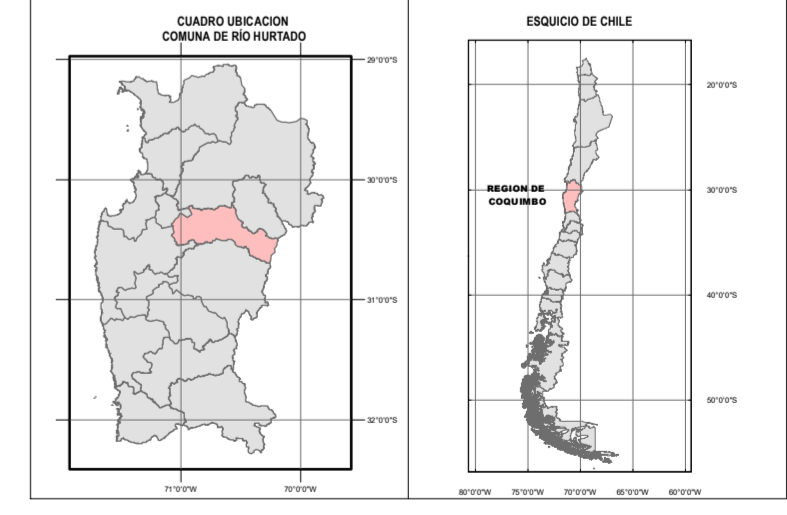 CUADRO UBICACION
COMUNA DE RÍO HURTADO
29°0'0"S
30°0'0"S
31°0'0"S
32°0'0"S
71°0'0"W
70°0'0"W
ESQUICIO DE CHILE
20°0'0"S
REGION DE
COQUIMBO
30°0'0"S
40°0'0"S
50°0'0"S
80°0'0"W
75°0'0"W
70°0'0"W
65°0'0"W
60°0'0"W